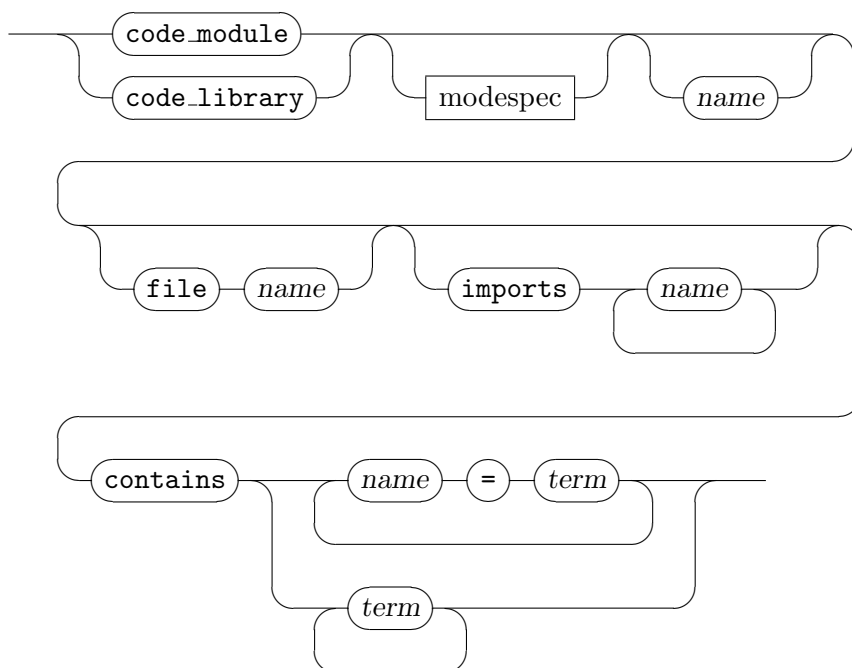 code_module
code_library modespec name
file name imports name
contains name = term
term